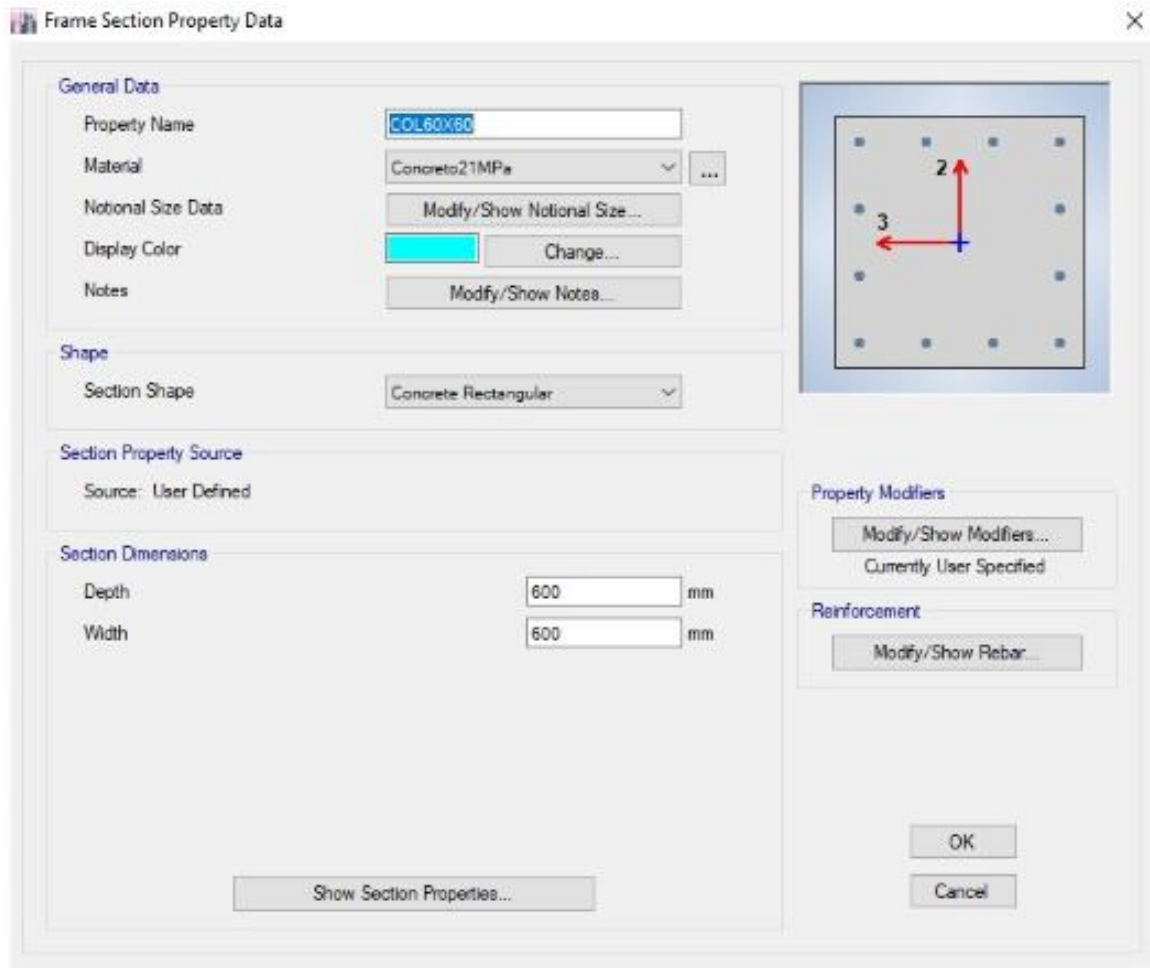 Frame Section Property Data
General Data
Property Name COL60X60
Material Concreto21MPa ...
Notional Size Data Modify/Show Notional Size...
Display Color Change...
Notes Modify/Show Notes...
Shape
Section Shape Concrete Rectangular
Section Property Source
Source: User Defined
Section Dimensions
Depth 600 mm
Width 600 mm
Show Section Properties...
2
3
Property Modifiers
Modify/Show Modifiers...
Currently User Specified
Reinforcement
Modify/Show Rebar...
OK
Cancel